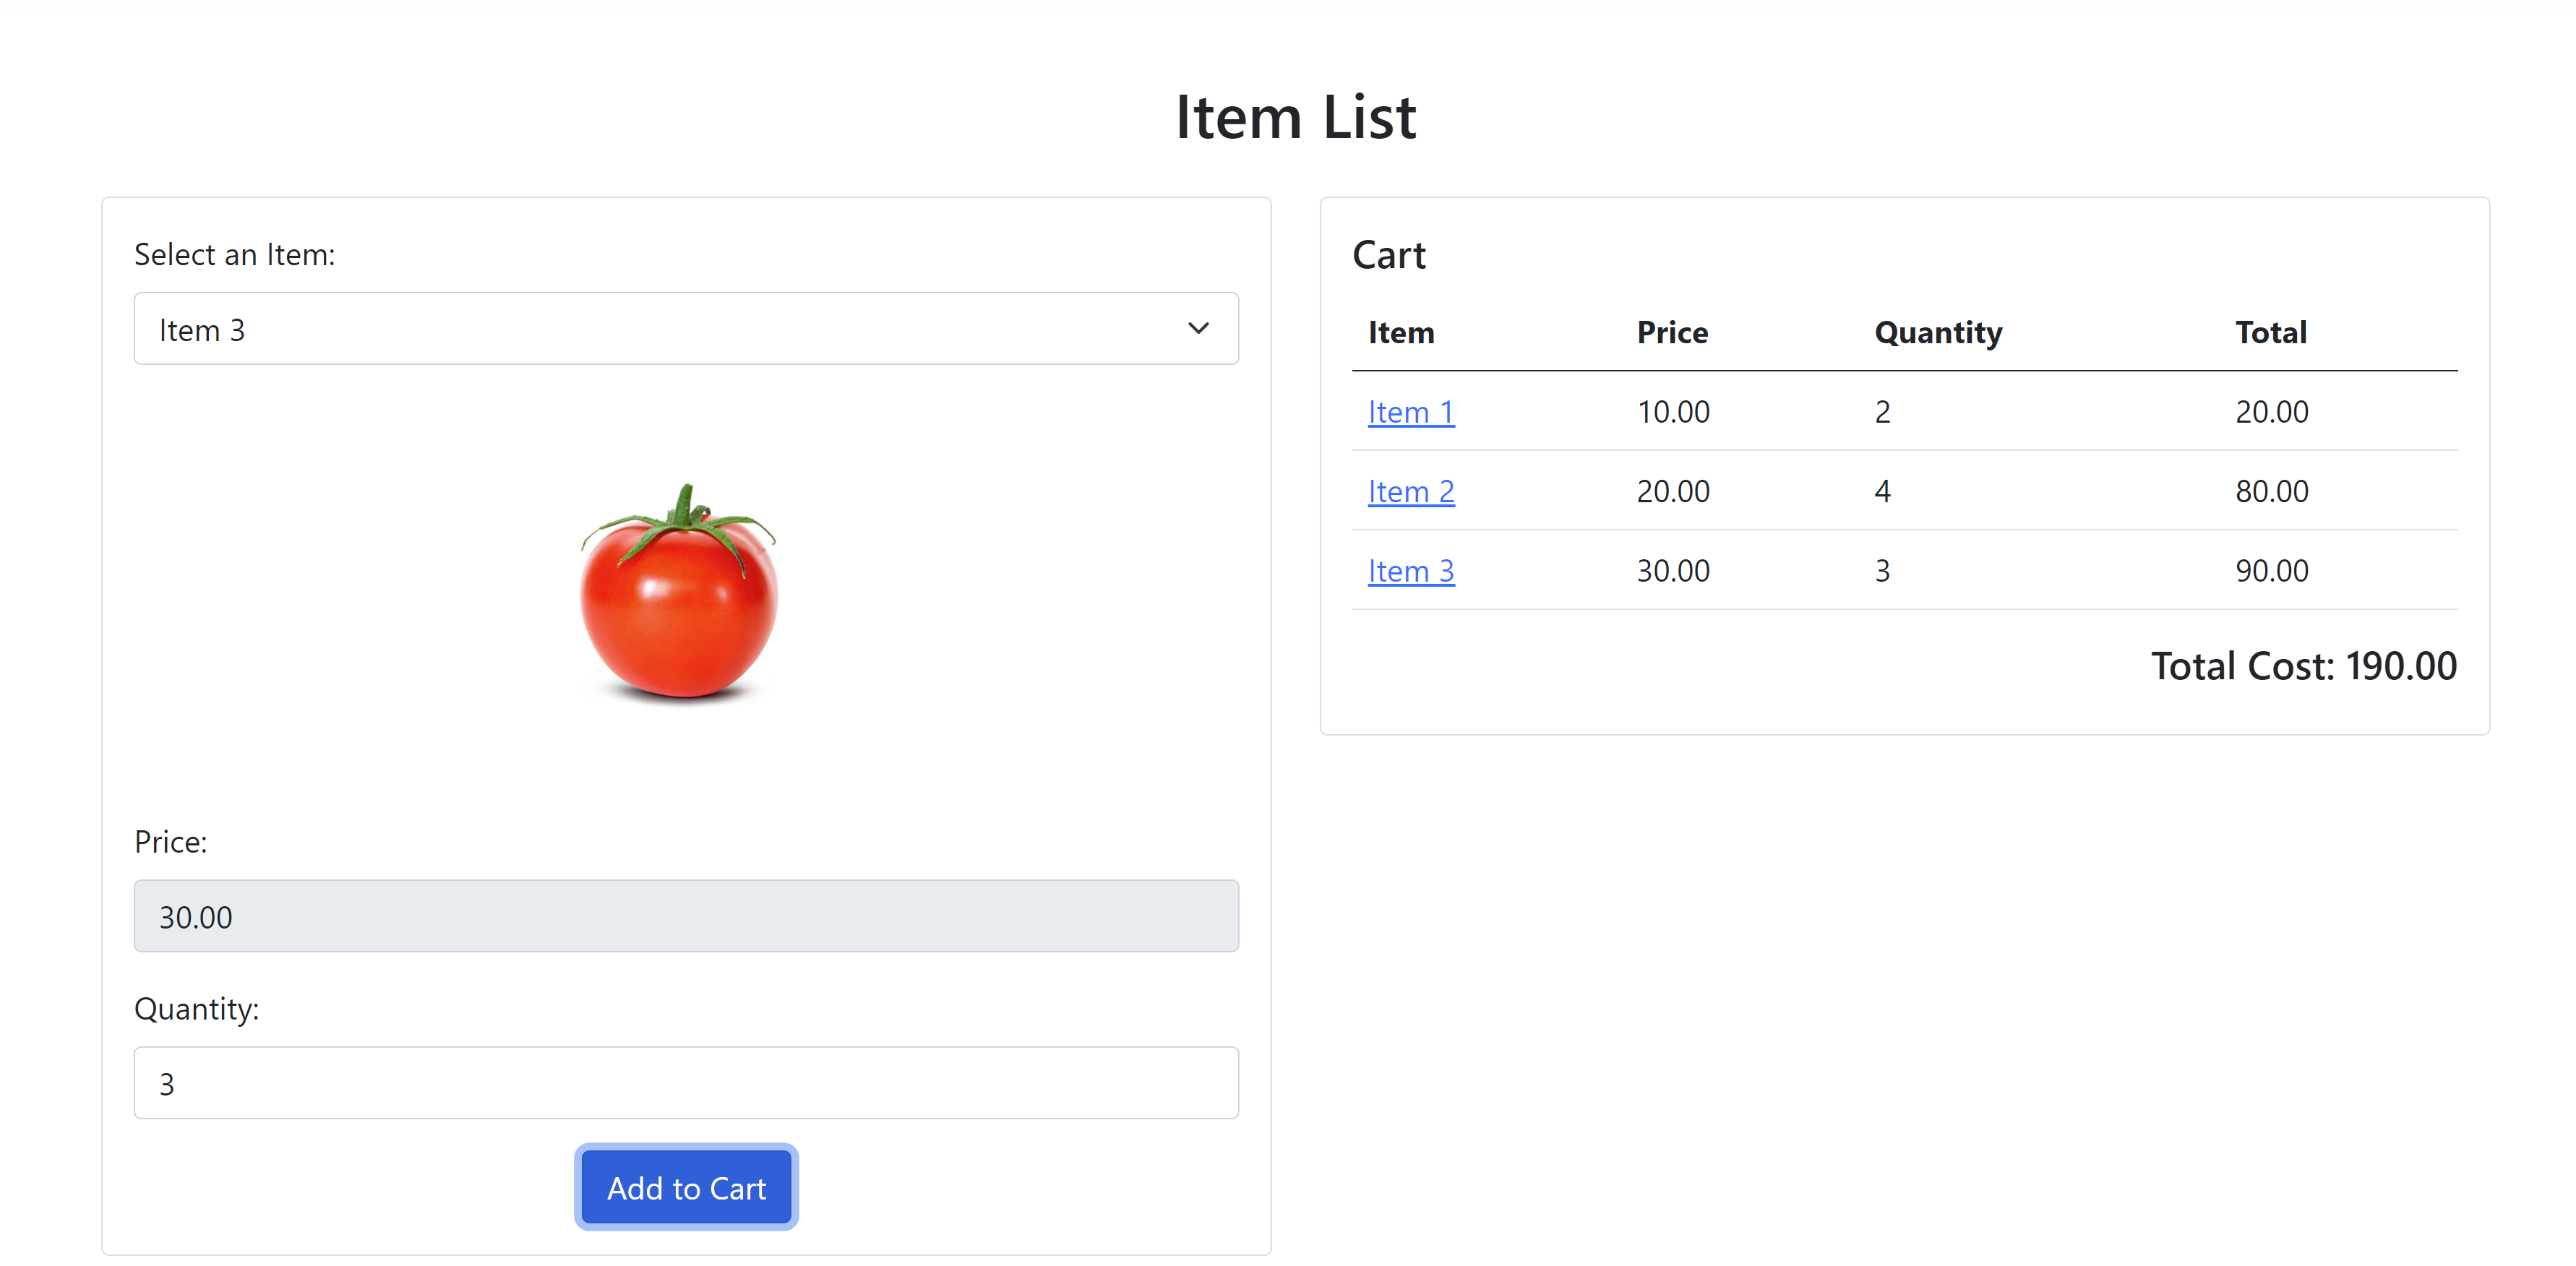 Item List
Select an Item:
Item 3
Price:
30.00
Quantity:
3
Add to Cart
Cart
Item Price Quantity Total
Item 1 10.00 2 20.00
Item 2 20.00 4 80.00
Item 3 30.00 3 90.00
Total Cost: 190.00